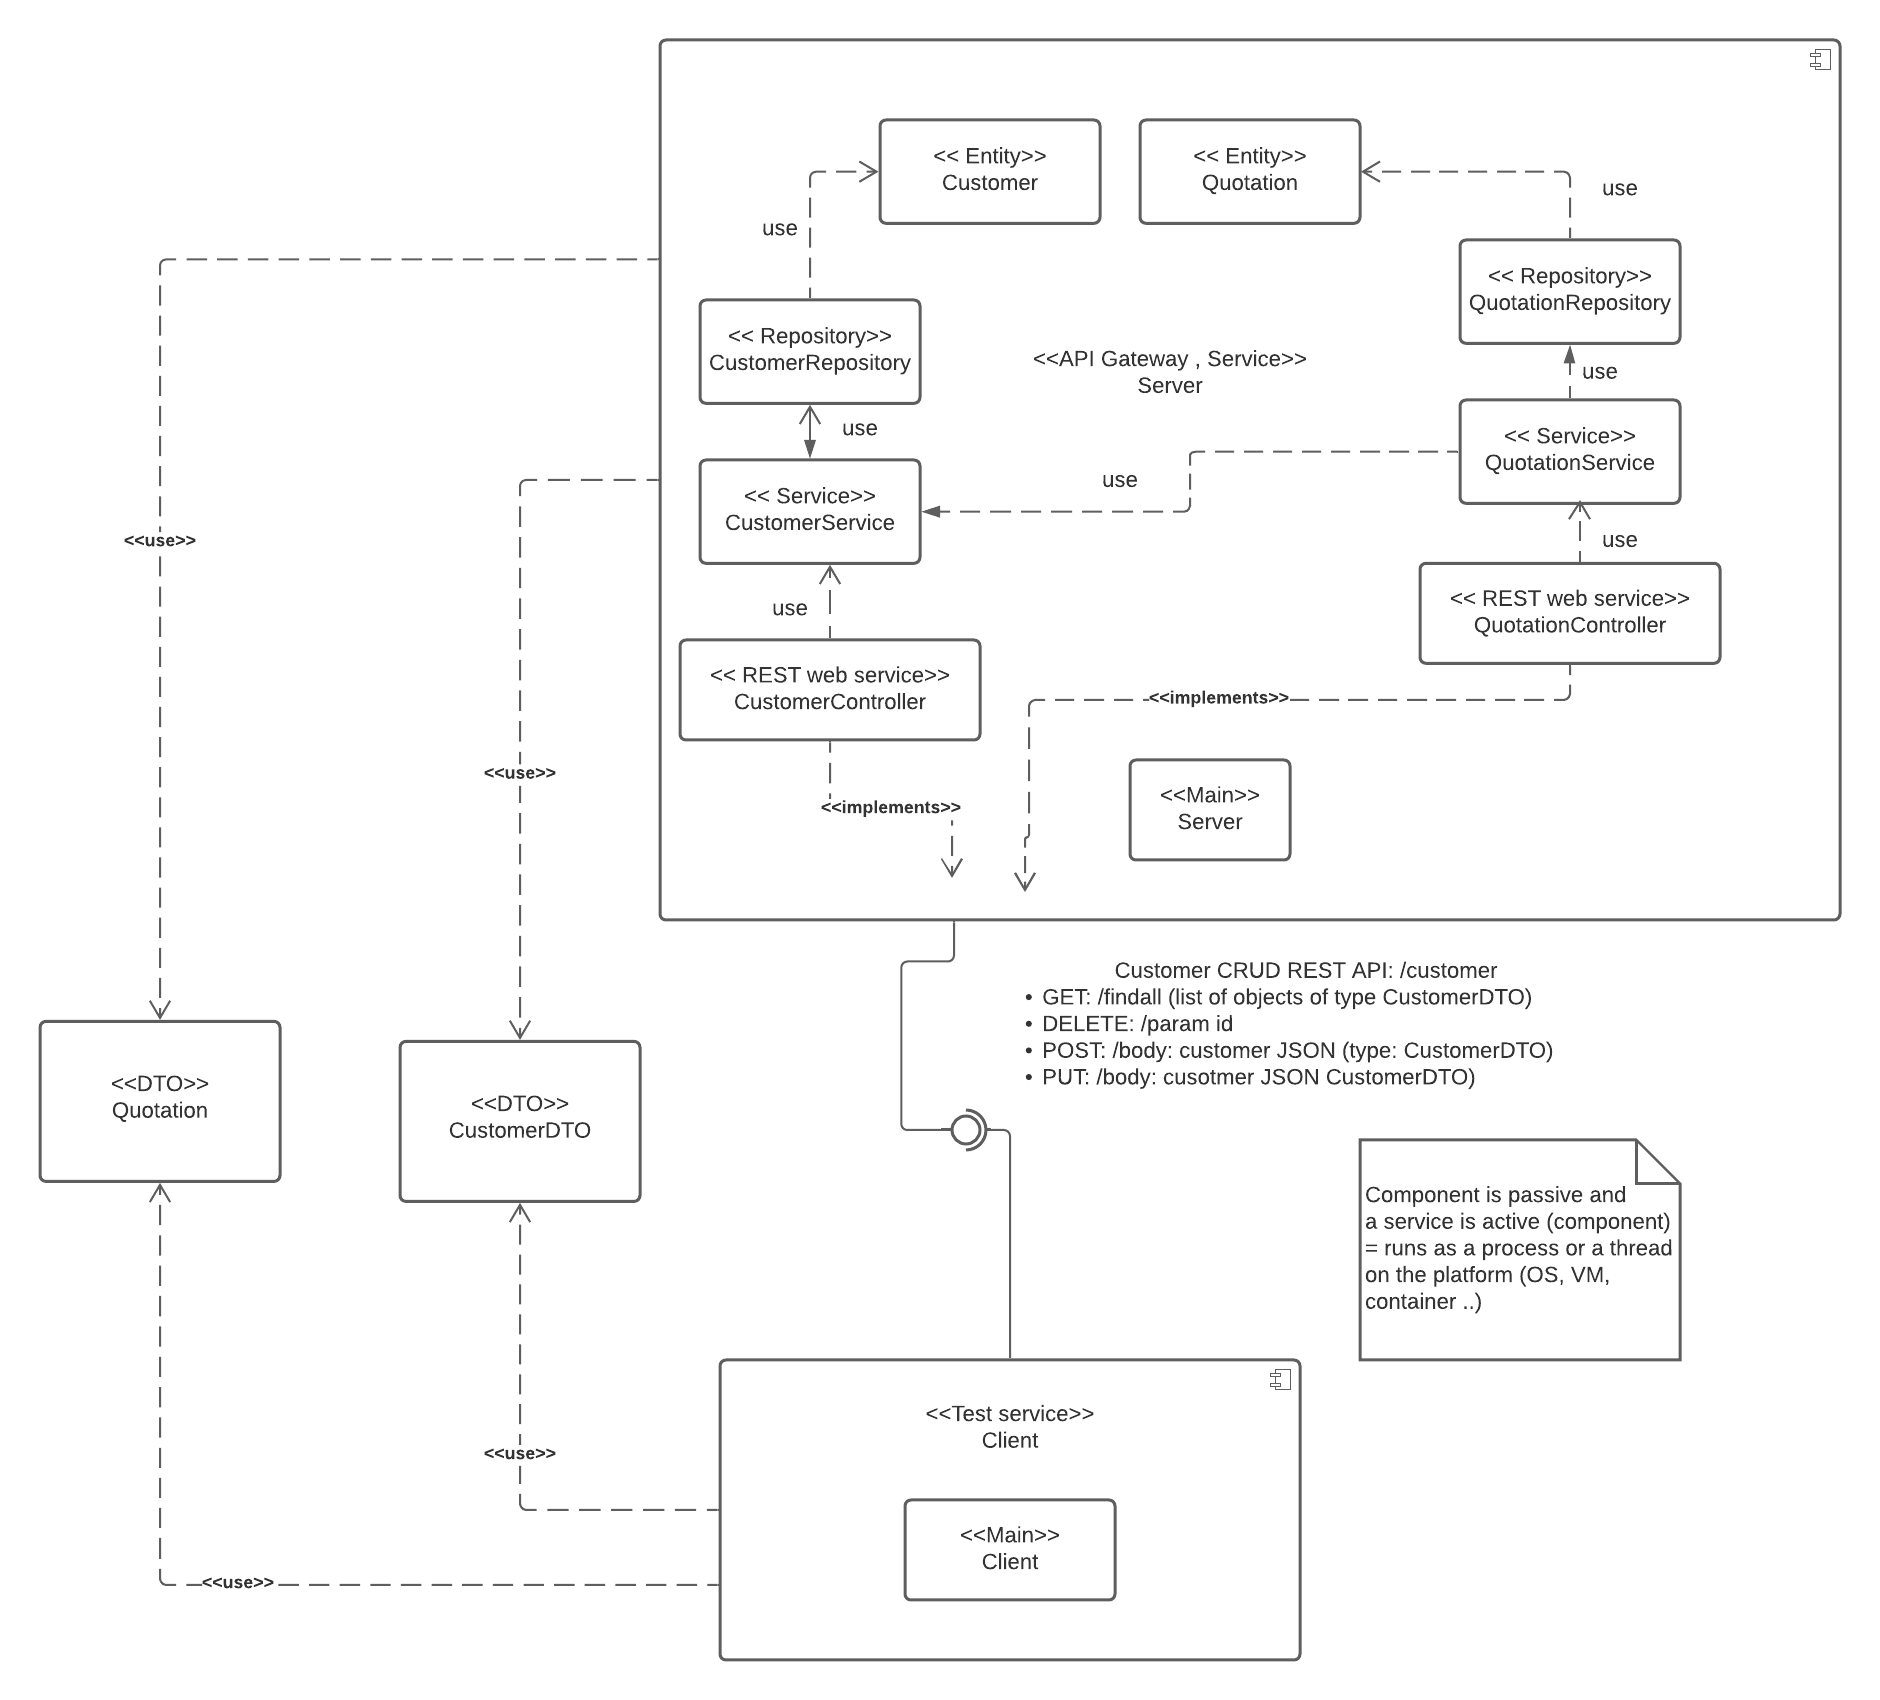 << Entity>>
Customer
<< Entity>>
Quotation
use
use
<< Repository>>
QuotationRepository
<< Repository>>
CustomerRepository
<<API Gateway , Service>>
Server
use
use
<< Service>>
QuotationService
use
<< Service>>
CustomerService
<<use>>
use
use
<< REST web service>>
QuotationController
<< REST web service>>
CustomerController
<<implements>>
<<use>>
<<Main>>
Server
<<implements>>
Customer CRUD REST API: /customer
• GET: /findall (list of objects of type CustomerDTO)
• DELETE: /param id
• POST: /body: customer JSON (type: CustomerDTO)
• PUT: /body: cusotmer JSON CustomerDTO)
<<DTO>>
Quotation
<<DTO>>
CustomerDTO
Component is passive and
a service is active (component)
= runs as a process or a thread
on the platform (OS, VM,
container ..)
<<Test service>>
Client
<<use>>
<<Main>>
Client
<<use>>